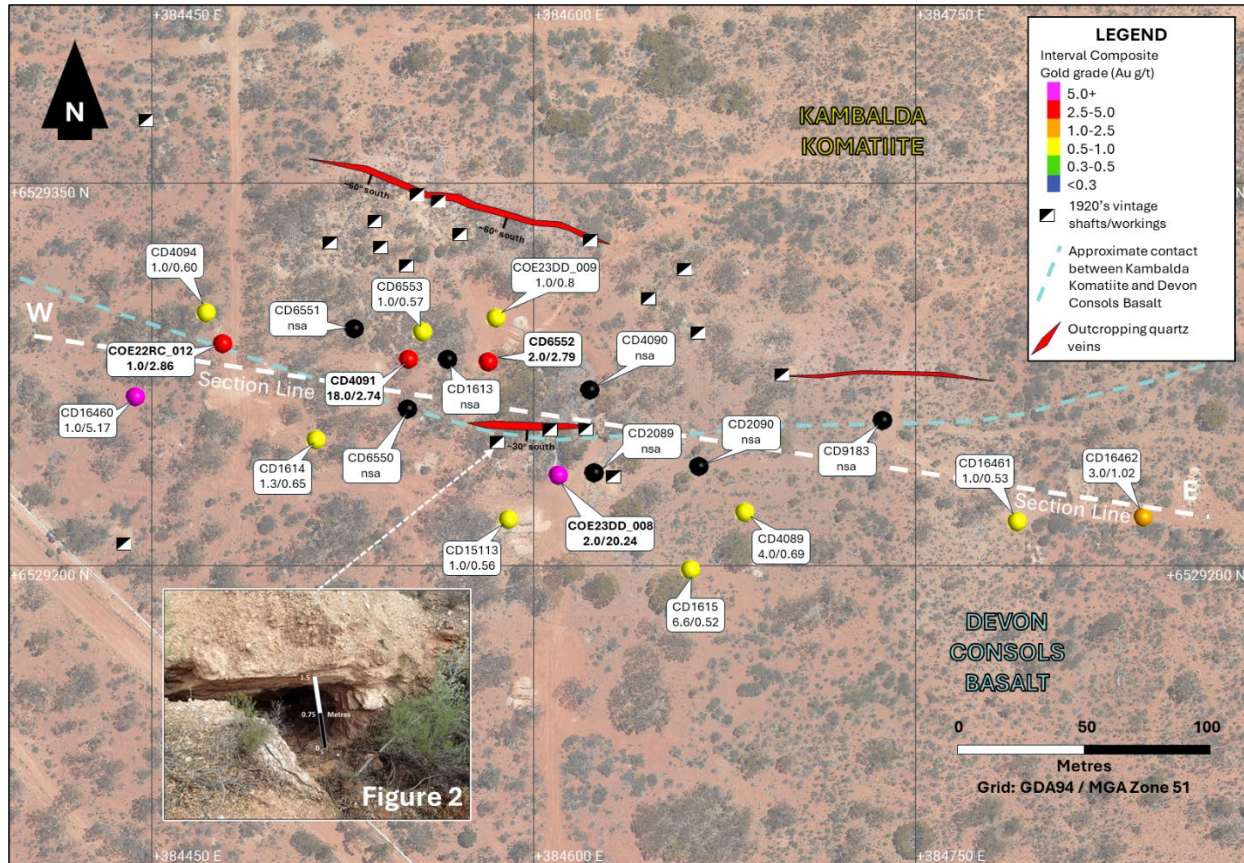 +384450 E
+384600 E
+384750 E
N
LEGEND
Interval Composite
Gold grade (Au g/t)
5.0+
2.5-5.0
1.0-2.5
0.5-1.0
0.3-0.5
<0.3
1920's vintage
shafts/workings
Approximate contact
between Kambalda
Komatiite and Devon
Consols Basalt
Outcropping quartz
veins
KAMBALDA
KOMATIITE
+6529350 N
+6529350 N
~60° south
~60° south
CD4094
1.0/0.60
COE23DD_009
1.0/0.8
CD6553
1.0/0.57
CD6551
nsa
W
CD6552
2.0/2.79
CD4090
nsa
COE22RC_012
1.0/2.86
Section Line
CD4091
18.0/2.74
CD1613
nsa
CD16460
1.0/5.17
CD1614
1.3/0.65
CD6550
nsa
~30° south
CD2089
nsa
CD2090
nsa
CD9183
nsa
CD16461
1.0/0.53
CD16462
3.0/1.02
Section Line
E
CD15113
1.0/0.56
COE23DD_008
2.0/20.24
CD4089
4.0/0.69
+6529200 N
+6529200 N
CD1615
6.6/0.52
DEVON
CONSOLS
BASALT
1.5
0.75
Metres
0
Figure 2
0
50
100
Metres
Grid: GDA94 / MGA Zone 51
+384450 E
+384600 E
+384750 E